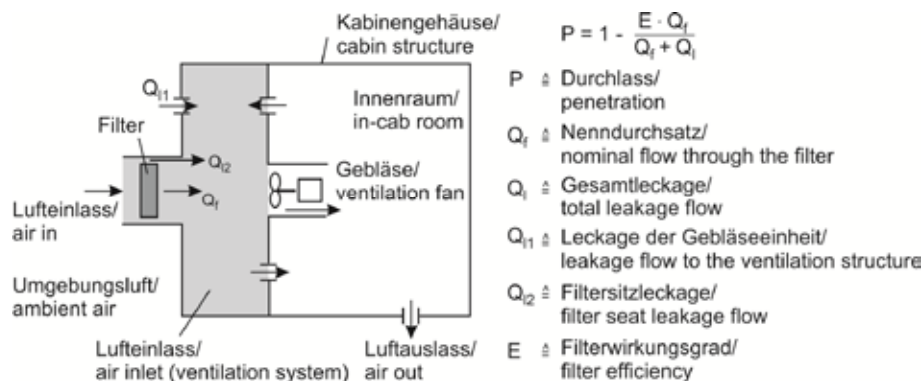 Kabinengehäuse/
cabin structure
Q_l1
Innenraum/
in-cab room
Filter
Q_l2
Gebläse/
ventilation fan
Q_f
Lufteinlass/
air in
Umgebungsluft/
ambient air
Lufteinlass/
air inlet (ventilation system)
Luftauslass/
air out
P = 1 - E · Q_f / Q_f + Q_l
P ≙ Durchlass/
penetration
Q_f ≙ Nenndurchsatz/
nominal flow through the filter
Q_l ≙ Gesamtleckage/
total leakage flow
Q_l1 ≙ Leckage der Gebläseeinheit/
leakage flow to the ventilation structure
Q_l2 ≙ Filtersitzleckage/
filter seat leakage flow
E ≙ Filterwirkungsgrad/
filter efficiency